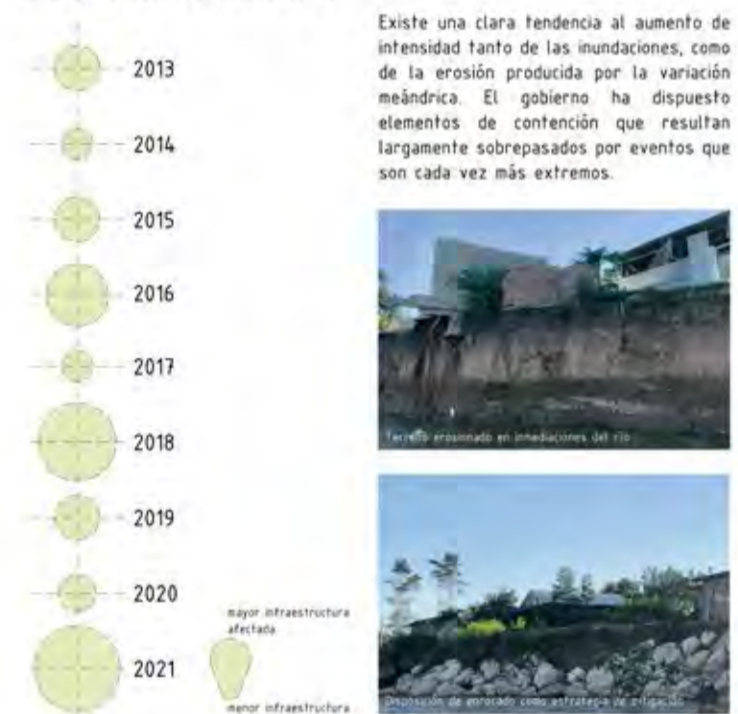 2013
2014
2015
2016
2017
2018
2019
2020
2021
mayor infraestructura
afectada
menor infraestructura
Existe una clara tendencia al aumento de
intensidad tanto de las inundaciones, como
de la erosión producida por la variación
meándrica. El gobierno ha dispuesto
elementos de contención que resultan
largamente sobrepasados por eventos que
son cada vez más extremos.
Terreno erosionado en inmediaciones del río
Disposición de enrocado como estrategia de mitigación